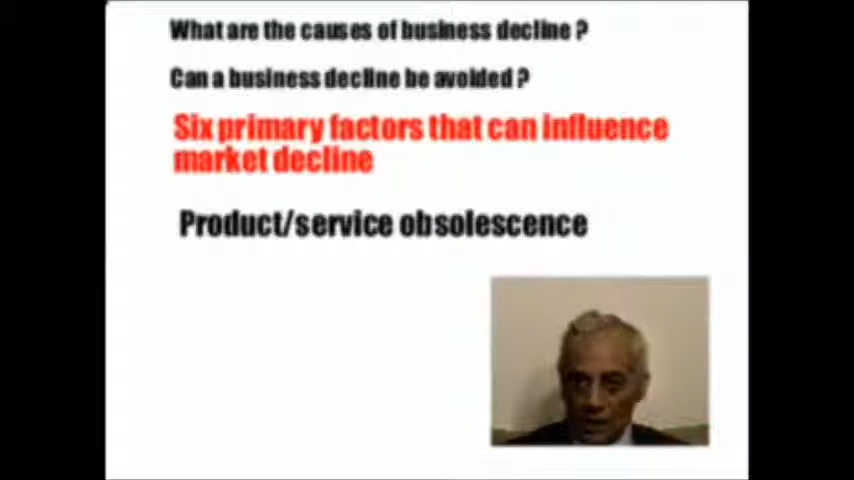 What are the causes of business decline ?
Can a business decline be avoided ?
Six primary factors that can influence
market decline
Product/service obsolescence